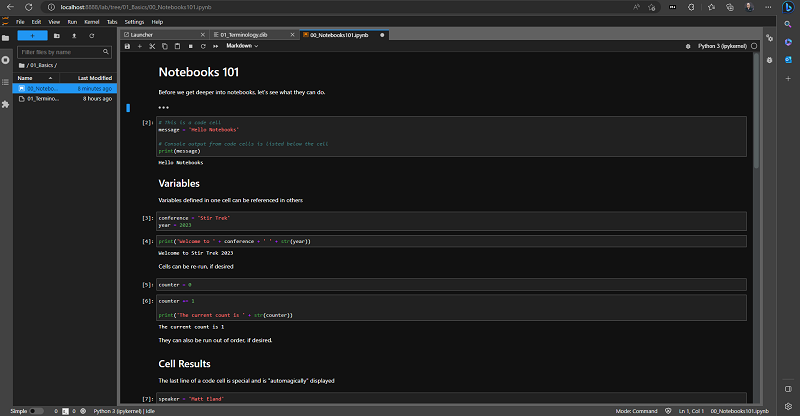 localhost:8888/lab/tree/01_Basics/00_Notebooks101.ipynb
File Edit View Run Kernel Tabs Settings Help
Launcher
01_Terminology.dib
00_Notebooks101.ipynb
Filter files by name
Markdown
Python 3 (ipykernel)
/ 01_Basics /
Name Last Modified
00_Notebo... 8 minutes ago
01_Termino... 8 hours ago
Notebooks 101
Before we get deeper into notebooks, let's see what they can do.
[2]: # This is a code cell
message = 'Hello Notebooks'
# Console output from code cells is listed below the cell
print(message)
Hello Notebooks
Variables
Variables defined in one cell can be referenced in others
[3]: conference = 'Stir Trek'
year = 2023
[4]: print('Welcome to ' + conference + ' ' + str(year))
Welcome to Stir Trek 2023
Cells can be re-run, if desired
[5]: counter = 0
[6]: counter += 1
print('The current count is ' + str(counter))
The current count is 1
They can also be run out of order, if desired.
Cell Results
The last line of a code cell is special and is "automagically" displayed
[7]: speaker = 'Matt Eland'
Simple 0 0 Python 3 (ipykernel) | Idle
Mode: Command Ln 1, Col 1 00_Notebooks101.ipynb